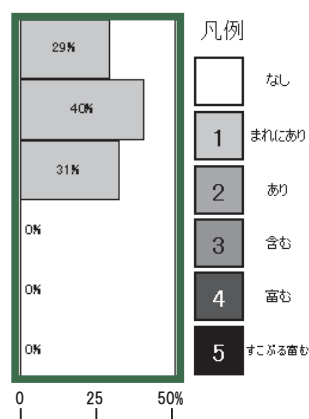 凡例
29%
なし
40%
1 まれにあり
31%
2 あり
0%
3 含む
0%
4 富む
0%
5 すこぶる富む
0 25 50%